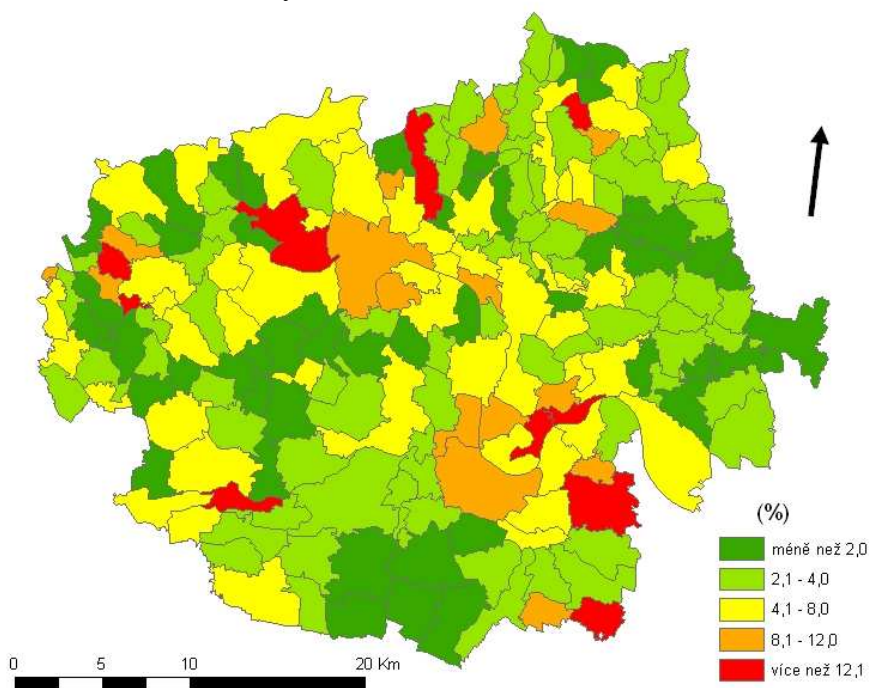 (%)
méně než 2,0
2,1 - 4,0
4,1 - 8,0
8,1 - 12,0
více než 12,1
0 5 10 20 Km